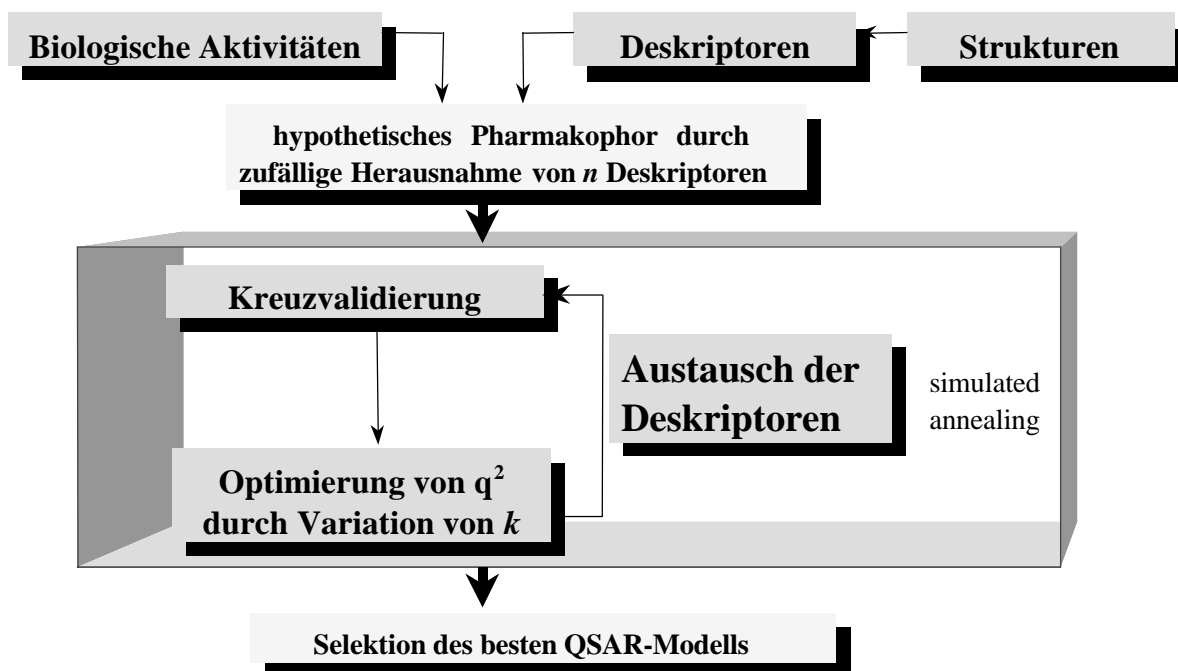 Biologische Aktivitäten
Deskriptoren
Strukturen
hypothetisches Pharmakophor durch
zufällige Herausnahme von n Deskriptoren
Kreuzvalidierung
Austausch der
Deskriptoren
simulated
annealing
Optimierung von q²
durch Variation von k
Selektion des besten QSAR-Modells